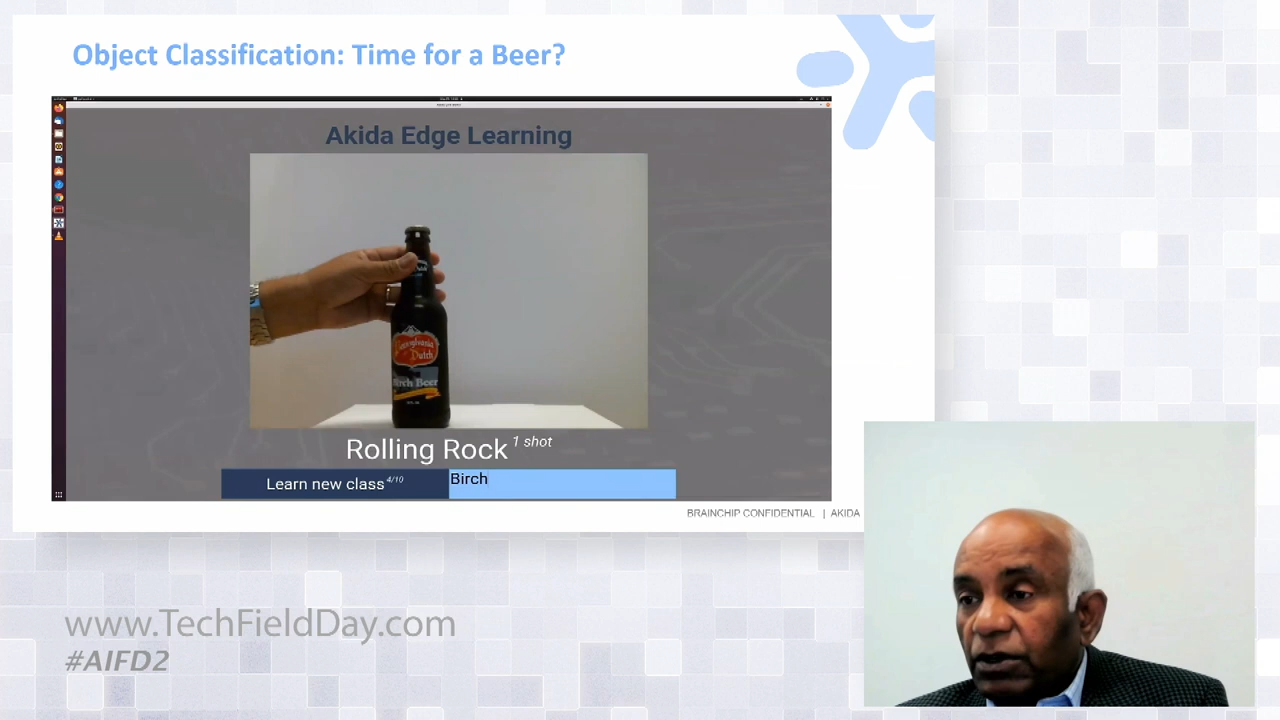 Object Classification: Time for a Beer?
Akida Edge Learning
Pennsylvania
Dutch
Birch Beer
Rolling Rock 1 shot
Learn new class 4/10
Birch
BRAINCHIP CONFIDENTIAL | AKIDA
www.TechFieldDay.com
#AIFD2